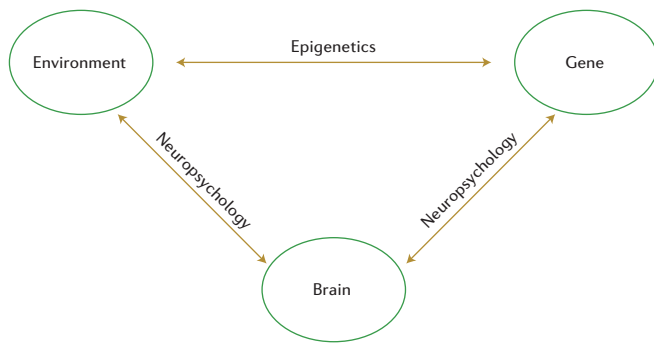 Epigenetics
Environment
Gene
Neuropsychology
Neuropsychology
Brain